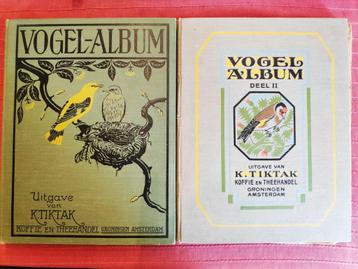 VOGEL-ALBUM
Uitgave
van
K.TIKTAK
KOFFIE EN THEEHANDEL GRONINGEN AMSTERDAM
VOGEL
ALBUM
DEEL II
UITGAVE VAN
K.TIKTAK
KOFFIE EN THEEHANDEL
GRONINGEN
AMSTERDAM